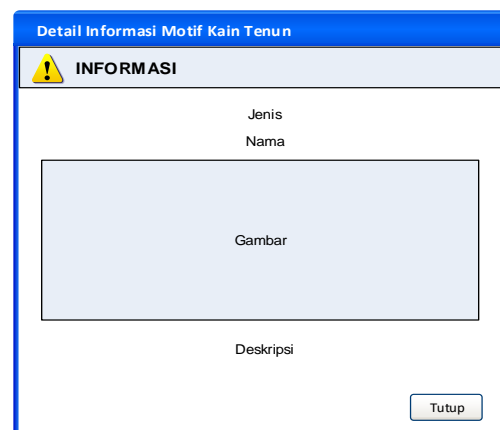 Detail Informasi Motif Kain Tenun
INFORMASI
Jenis
Nama
Gambar
Deskripsi
Tutup